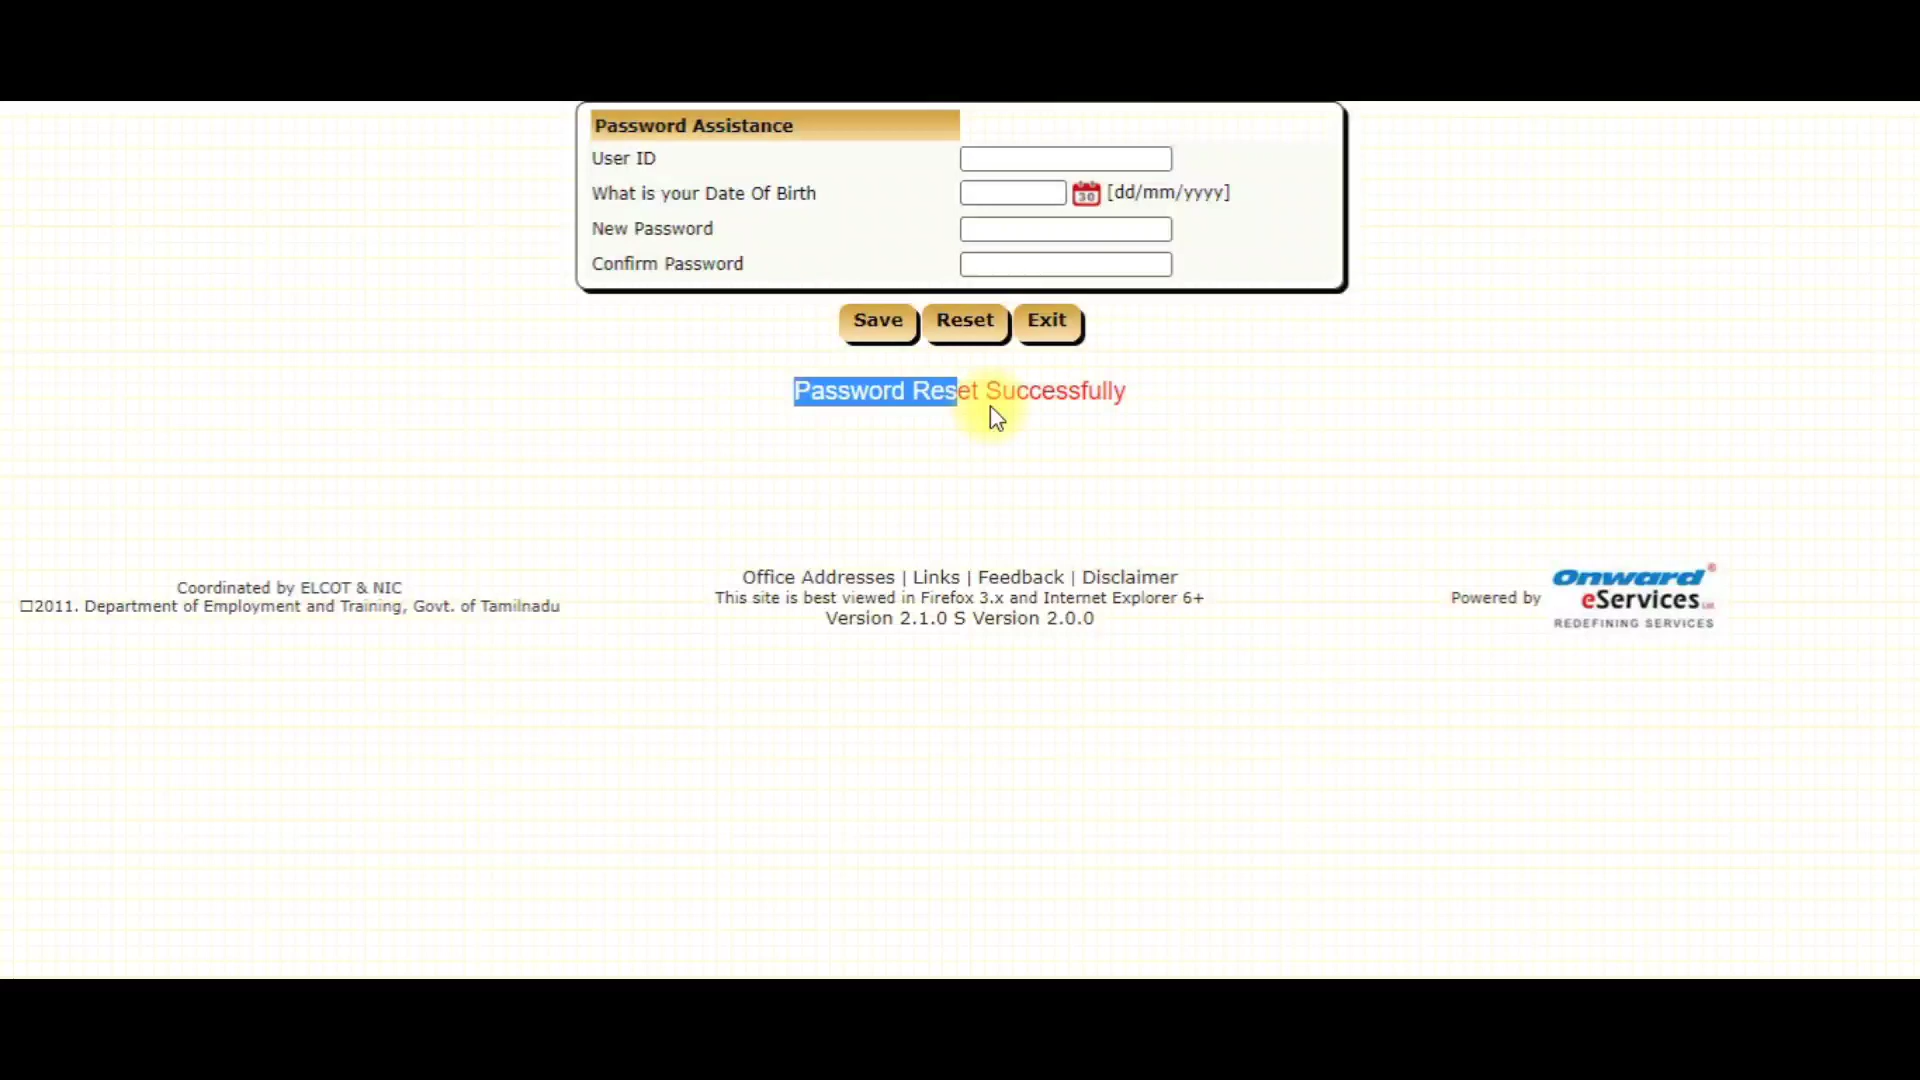 Password Assistance
User ID
What is your Date Of Birth 30 [dd/mm/yyyy]
New Password
Confirm Password
Save Reset Exit
Password Reset Successfully
Coordinated by ELCOT & NIC
□2011. Department of Employment and Training, Govt. of Tamilnadu
Office Addresses | Links | Feedback | Disclaimer
This site is best viewed in Firefox 3.x and Internet Explorer 6+
Version 2.1.0 S Version 2.0.0
Powered by
Onward®
eServices Ltd
REDEFINING SERVICES